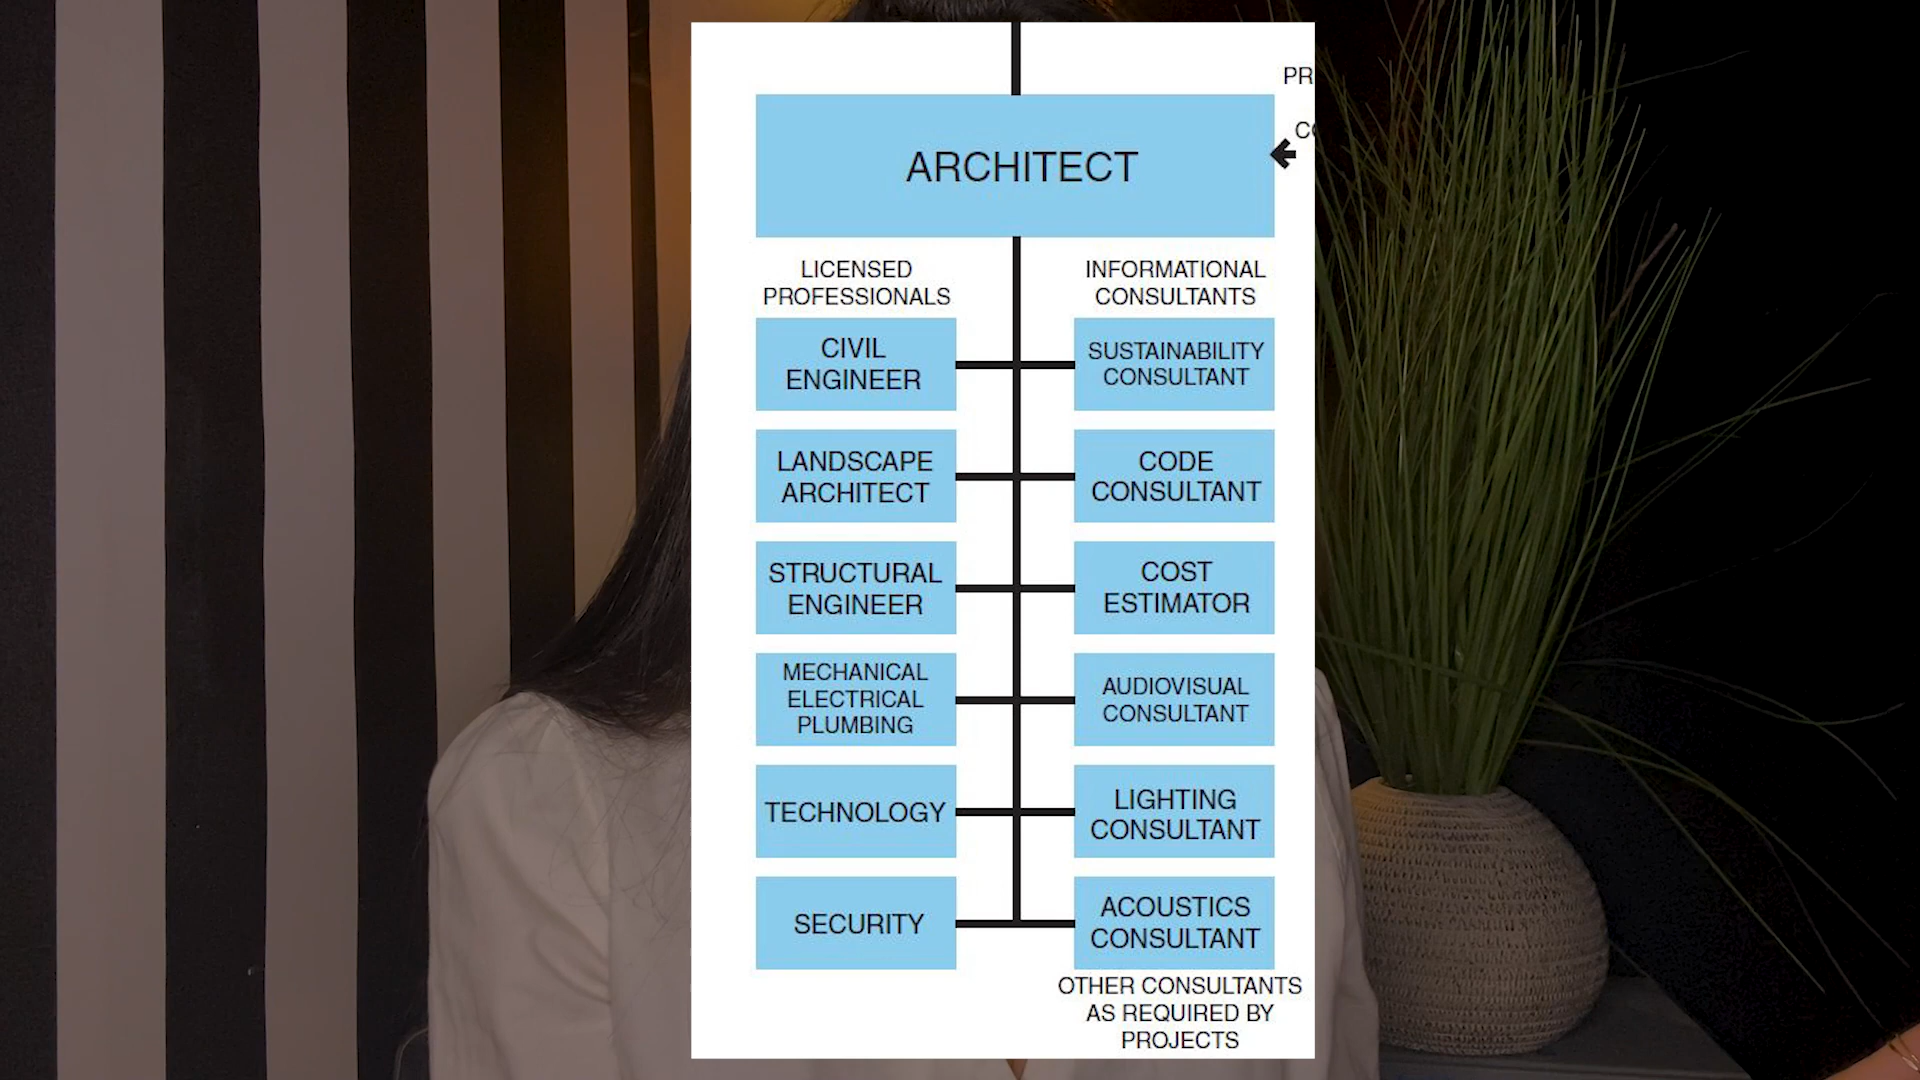 ARCHITECT
LICENSED
PROFESSIONALS
CIVIL
ENGINEER
LANDSCAPE
ARCHITECT
STRUCTURAL
ENGINEER
MECHANICAL
ELECTRICAL
PLUMBING
TECHNOLOGY
SECURITY
INFORMATIONAL
CONSULTANTS
SUSTAINABILITY
CONSULTANT
CODE
CONSULTANT
COST
ESTIMATOR
AUDIOVISUAL
CONSULTANT
LIGHTING
CONSULTANT
ACOUSTICS
CONSULTANT
OTHER CONSULTANTS
AS REQUIRED BY
PROJECTS